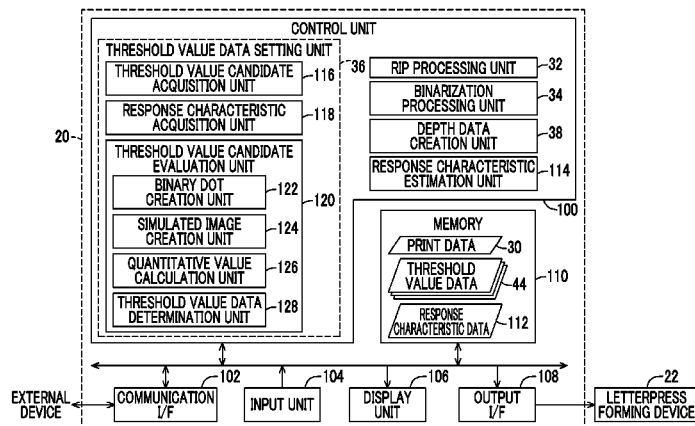 CONTROL UNIT
THRESHOLD VALUE DATA SETTING UNIT
36
THRESHOLD VALUE CANDIDATE
ACQUISITION UNIT
116
RESPONSE CHARACTERISTIC
ACQUISITION UNIT
118
THRESHOLD VALUE CANDIDATE
EVALUATION UNIT
BINARY DOT
CREATION UNIT
122
120
SIMULATED IMAGE
CREATION UNIT
124
QUANTITATIVE VALUE
CALCULATION UNIT
126
THRESHOLD VALUE DATA
DETERMINATION UNIT
128
20
RIP PROCESSING UNIT
32
BINARIZATION
PROCESSING UNIT
34
DEPTH DATA
CREATION UNIT
38
RESPONSE CHARACTERISTIC
ESTIMATION UNIT
114
100
MEMORY
PRINT DATA
30
THRESHOLD
VALUE DATA
44
110
RESPONSE
CHARACTERISTIC DATA
112
EXTERNAL
DEVICE
102
COMMUNICATION
I/F
104
INPUT UNIT
106
DISPLAY
UNIT
108
OUTPUT
I/F
22
LETTERPRESS
FORMING DEVICE